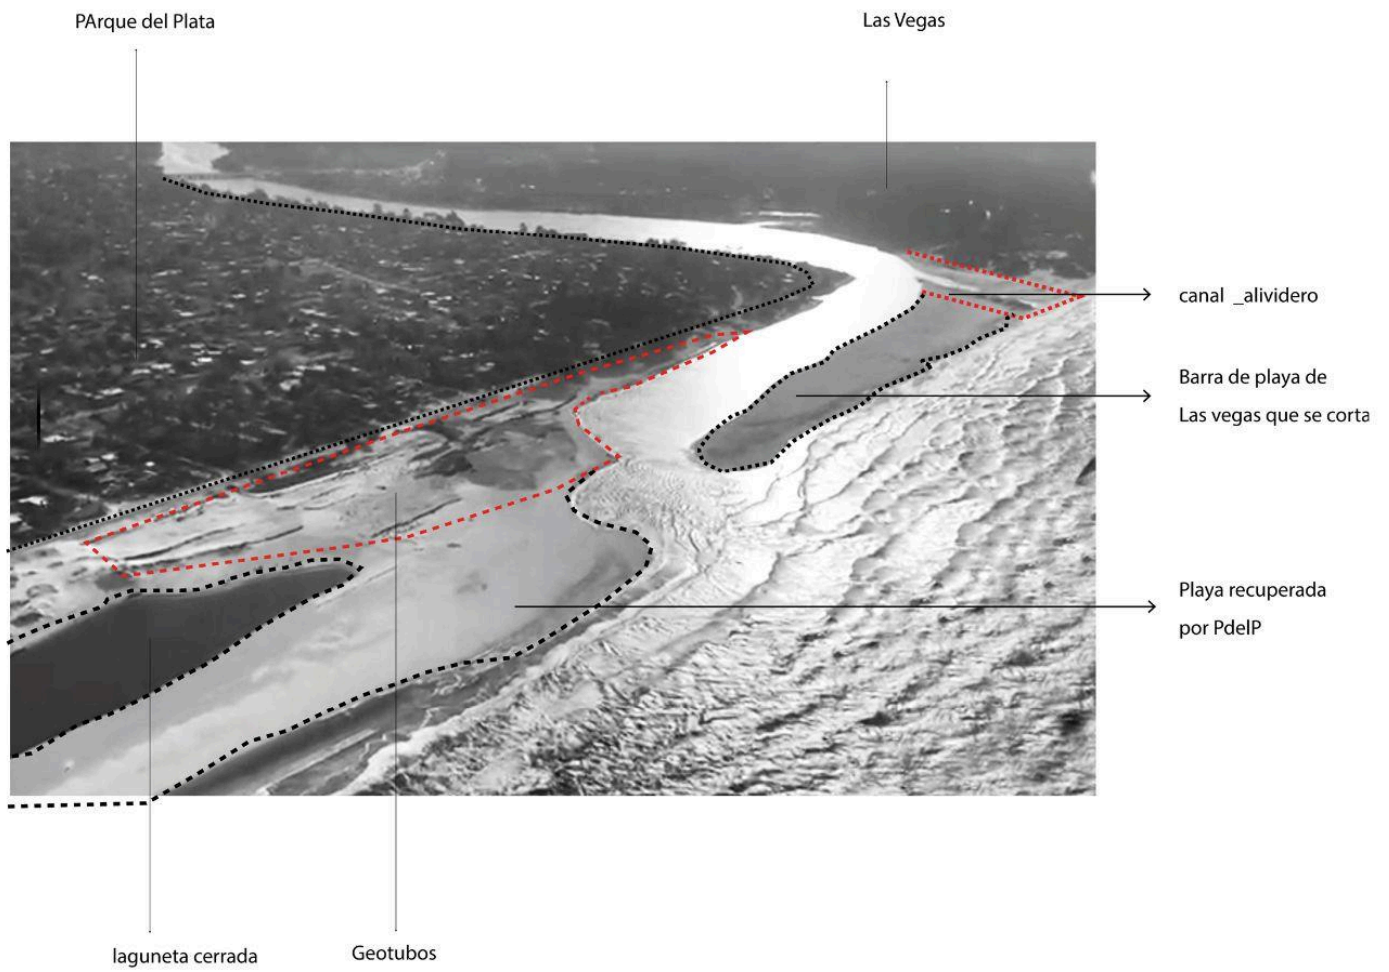 PArque del Plata
Las Vegas
canal _alividero
Barra de playa de
Las vegas que se corta
Playa recuperada
por PdelP
laguneta cerrada
Geotubos